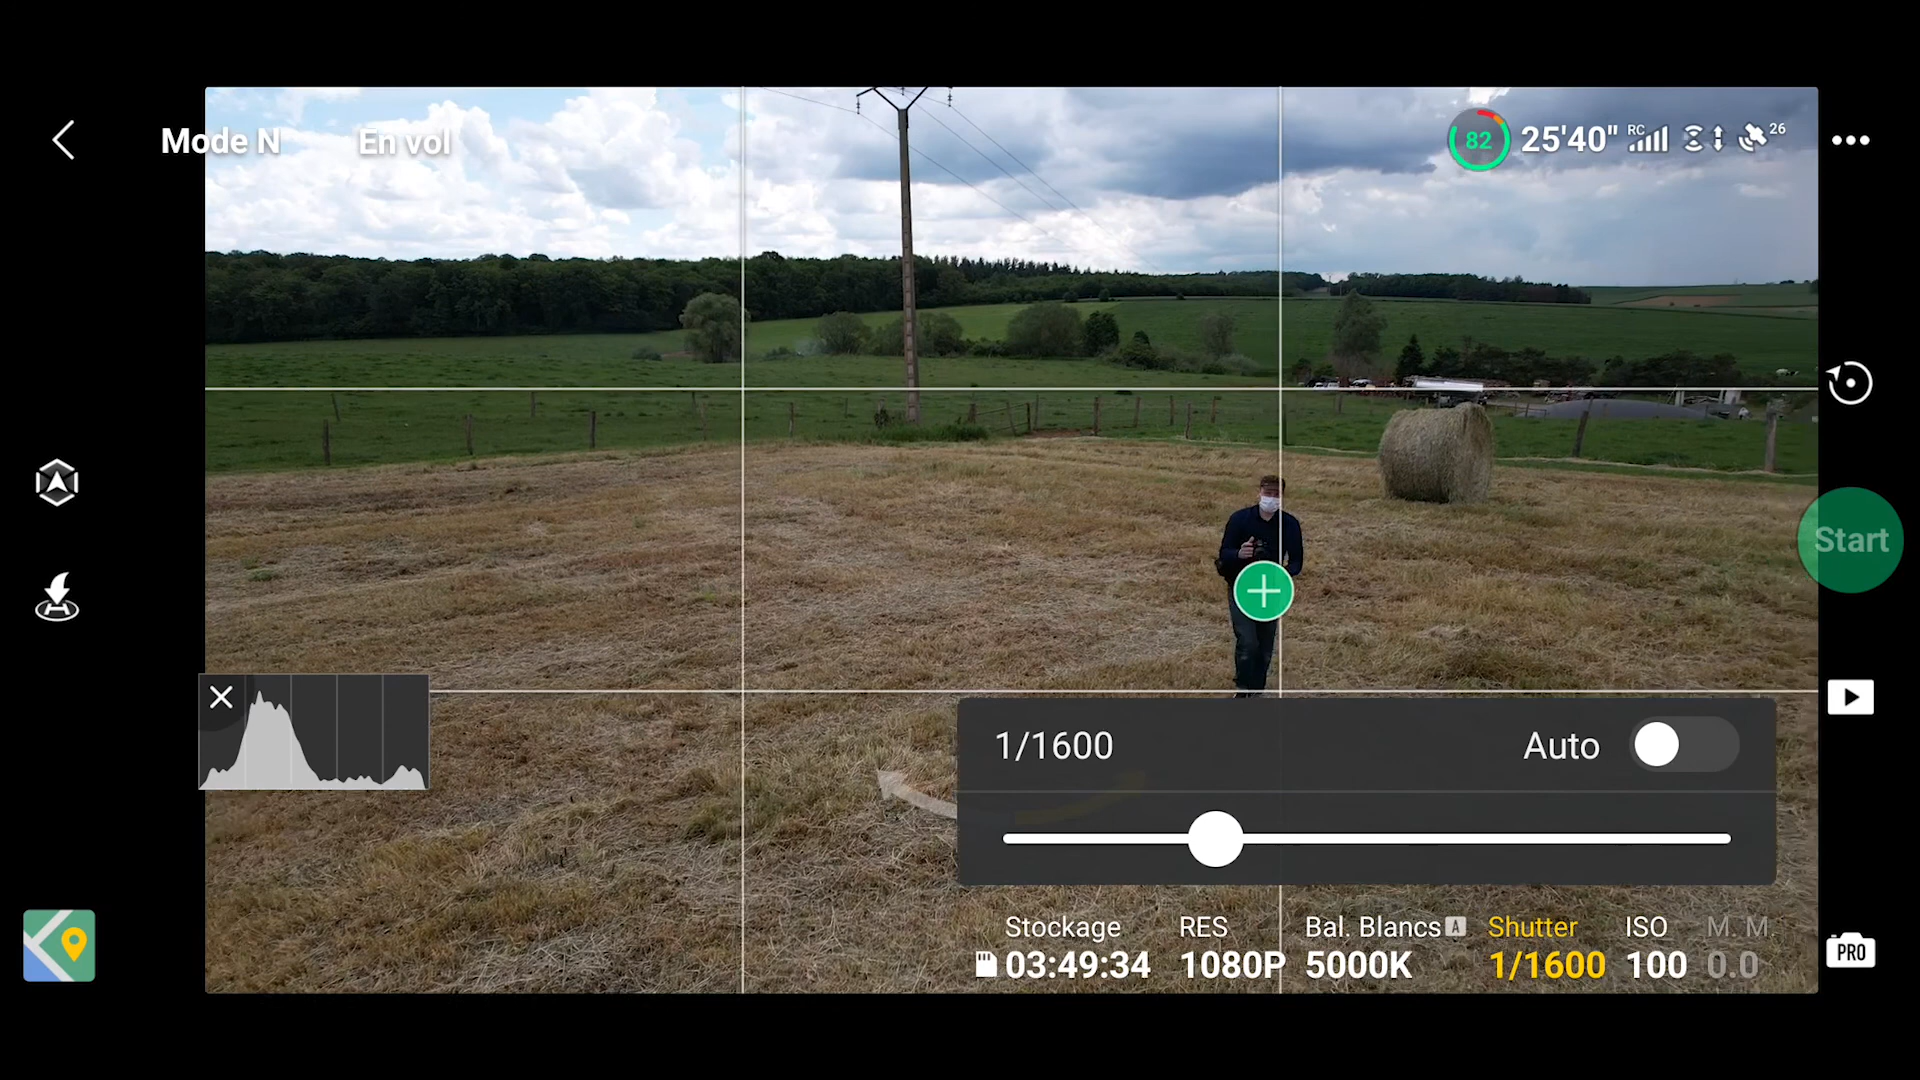 Mode N
En vol
82
25'40"
RC
26
Start
1/1600
Auto
Stockage
03:49:34
RES
1080P
Bal. Blancs A
5000K
Shutter
1/1600
ISO
100
M. M.
0.0
PRO